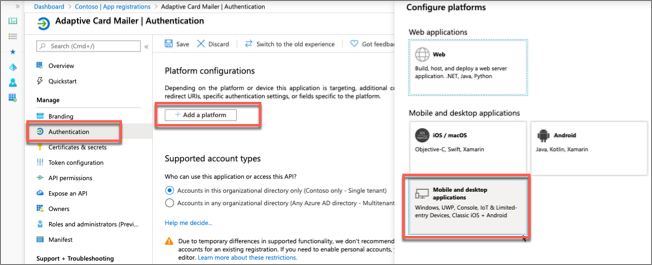 Dashboard > Contoso | App registrations > Adaptive Card Mailer | Authentication
Adaptive Card Mailer | Authentication
Search (Cmd+/)
Overview
Quickstart
Manage
Branding
Authentication
Certificates & secrets
Token configuration
API permissions
Expose an API
Owners
Roles and administrators (Previ...
Manifest
Support + Troubleshooting
Save
Discard
Switch to the old experience
Got feedba
Platform configurations
Depending on the platform or device this application is targeting, additional co
redirect URIs, specific authentication settings, or fields specific to the platform.
+ Add a platform
Supported account types
Who can use this application or access this API?
Accounts in this organizational directory only (Contoso only - Single tenant)
Accounts in any organizational directory (Any Azure AD directory - Multitenant
Help me decide...
Due to temporary differences in supported functionality, we don't recommend
accounts for an existing registration. If you need to enable personal accounts,
editor. Learn more about these restrictions.
Configure platforms
Web applications
Web
Build, host, and deploy a web server
application. .NET, Java, Python
Mobile and desktop applications
iOS / macOS
Objective-C, Swift, Xamarin
Android
Java, Kotlin, Xamarin
Mobile and desktop
applications
Windows, UWP, Console, IoT & Limited-
entry Devices, Classic iOS + Android